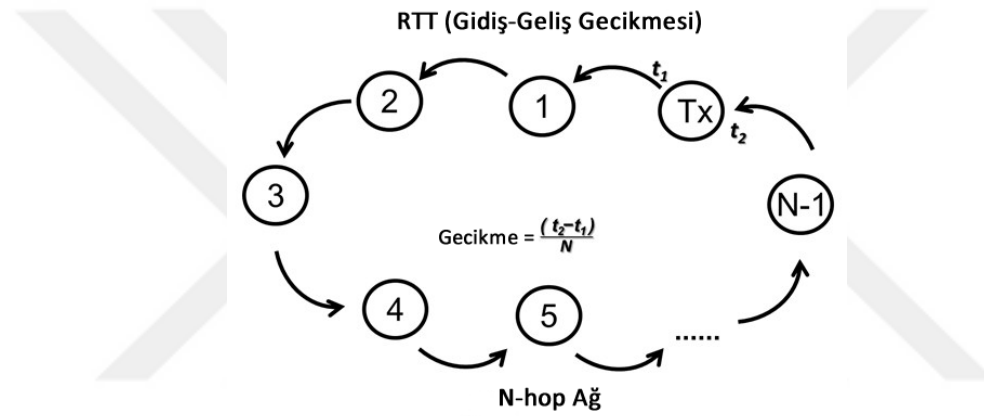 RTT (Gidiş-Geliş Gecikmesi)
t₁
2
1
Tx
t₂
3
N-1
Gecikme = (t₂–t₁)
N
4
5
......
N-hop Ağ